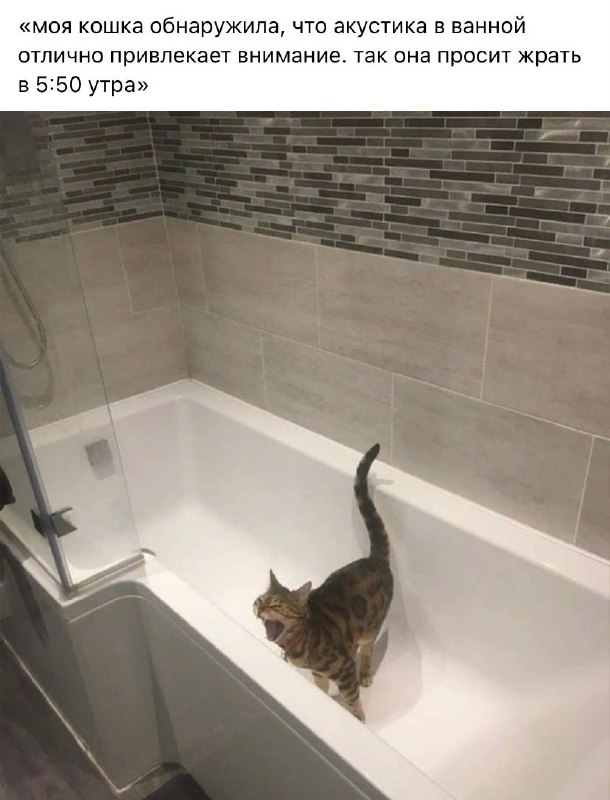 «моя кошка обнаружила, что акустика в ванной
отлично привлекает внимание. так она просит жрать
в 5:50 утра»